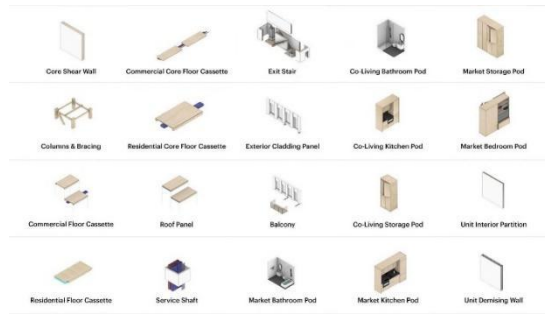 Core Shear Wall
Commercial Core Floor Cassette
Exit Stair
Co-Living Bathroom Pod
Market Storage Pod
Columns & Bracing
Residential Core Floor Cassette
Exterior Cladding Panel
Co-Living Kitchen Pod
Market Bedroom Pod
Commercial Floor Cassette
Roof Panel
Balcony
Co-Living Storage Pod
Unit Interior Partition
Residential Floor Cassette
Service Shaft
Market Bathroom Pod
Market Kitchen Pod
Unit Demising Wall